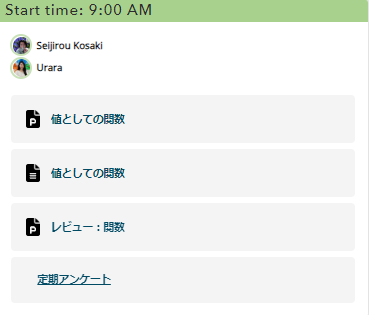 Start time: 9:00 AM
Seijirou Kosaki
Urara
値としての関数
値としての関数
レビュー：関数
定期アンケート